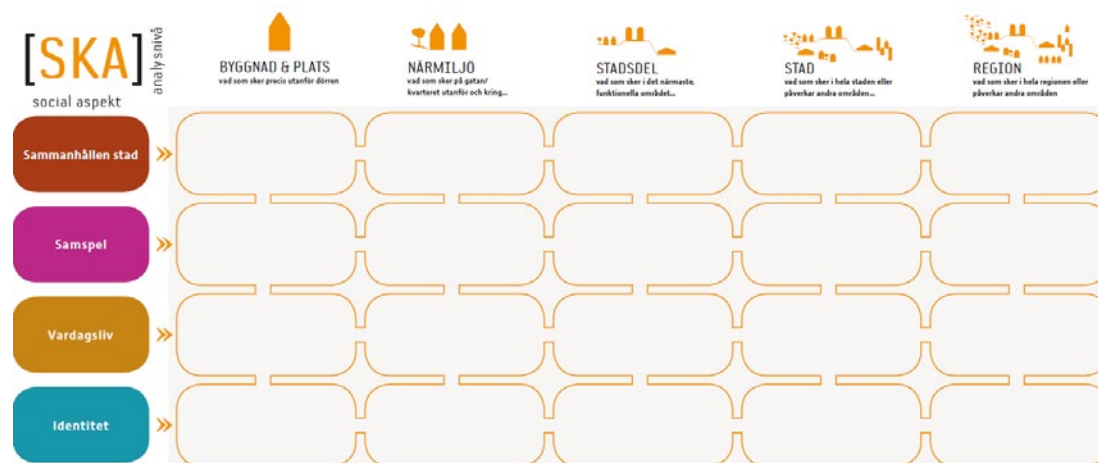 [SKA]
analysnivå
social aspekt
BYGGNAD & PLATS
vad som sker precis utanför dörren
NÄRMILJÖ
vad som sker på gatan/
kvarteret utanför och kring...
STADSDEL
vad som sker i det närmaste,
funktionella området...
STAD
vad som sker i hela staden eller
påverkar andra områden...
REGION
vad som sker i hela regionen eller
påverkar andra områden
Sammanhållen stad
Samspel
Vardagsliv
Identitet